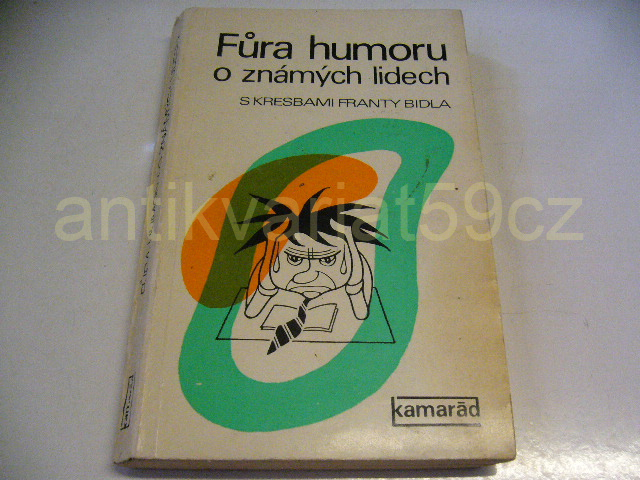 Fůra humoru
o známých lidech
S KRESBAMI FRANTY BIDLA
antikvariat59cz
kamarád